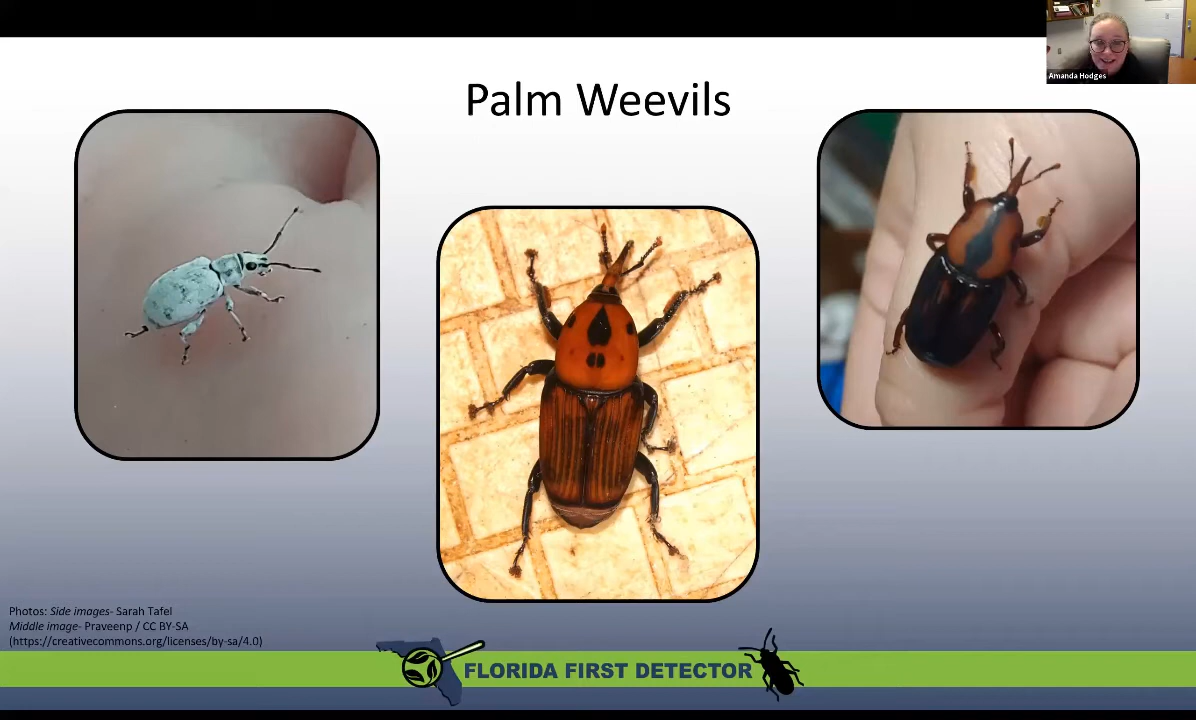 Amanda Hodges
Palm Weevils
Photos: Side images- Sarah Tafel
Middle image- Praveenp / CC BY-SA
(https://creativecommons.org/licenses/by-sa/4.0)
FLORIDA FIRST DETECTOR